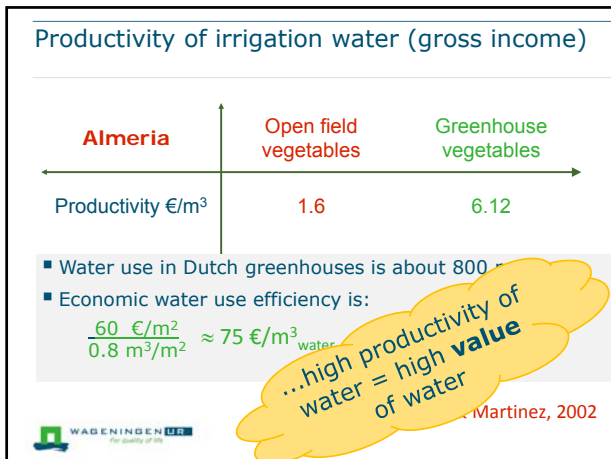 Productivity of irrigation water (gross income)
Almeria
Open field
vegetables
Greenhouse
vegetables
Productivity €/m³
1.6
6.12
▪ Water use in Dutch greenhouses is about 800
▪ Economic water use efficiency is:
60 €/m²
0.8 m³/m²
≈ 75 €/m³ water
...high productivity of
water = high value
of water
Martinez, 2002
WAGENINGEN UR
For quality of life